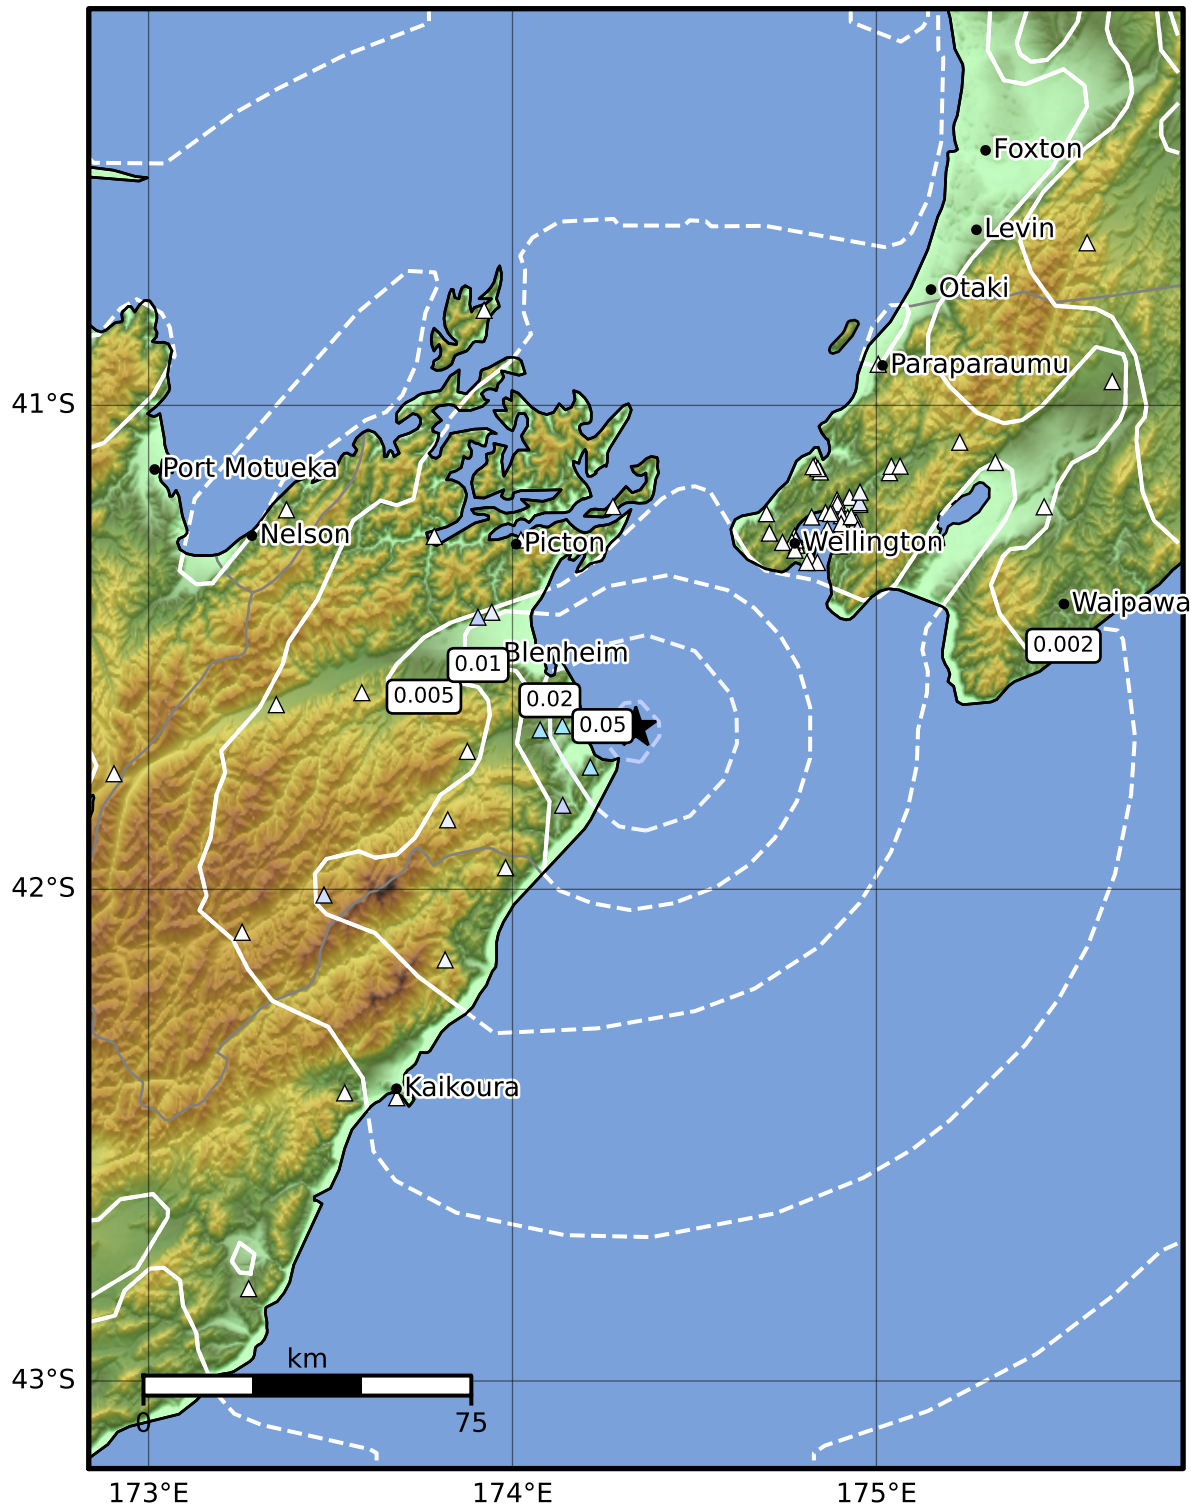 Foxton
Levin
Otaki
Paraparaumu
41°S
Port Motueka
Nelson
Picton
Wellington
Waipawa
0.002
Blenheim
0.01
0.005
0.02
0.05
42°S
Kaikoura
km
43°S
0
75
173°E
174°E
175°E